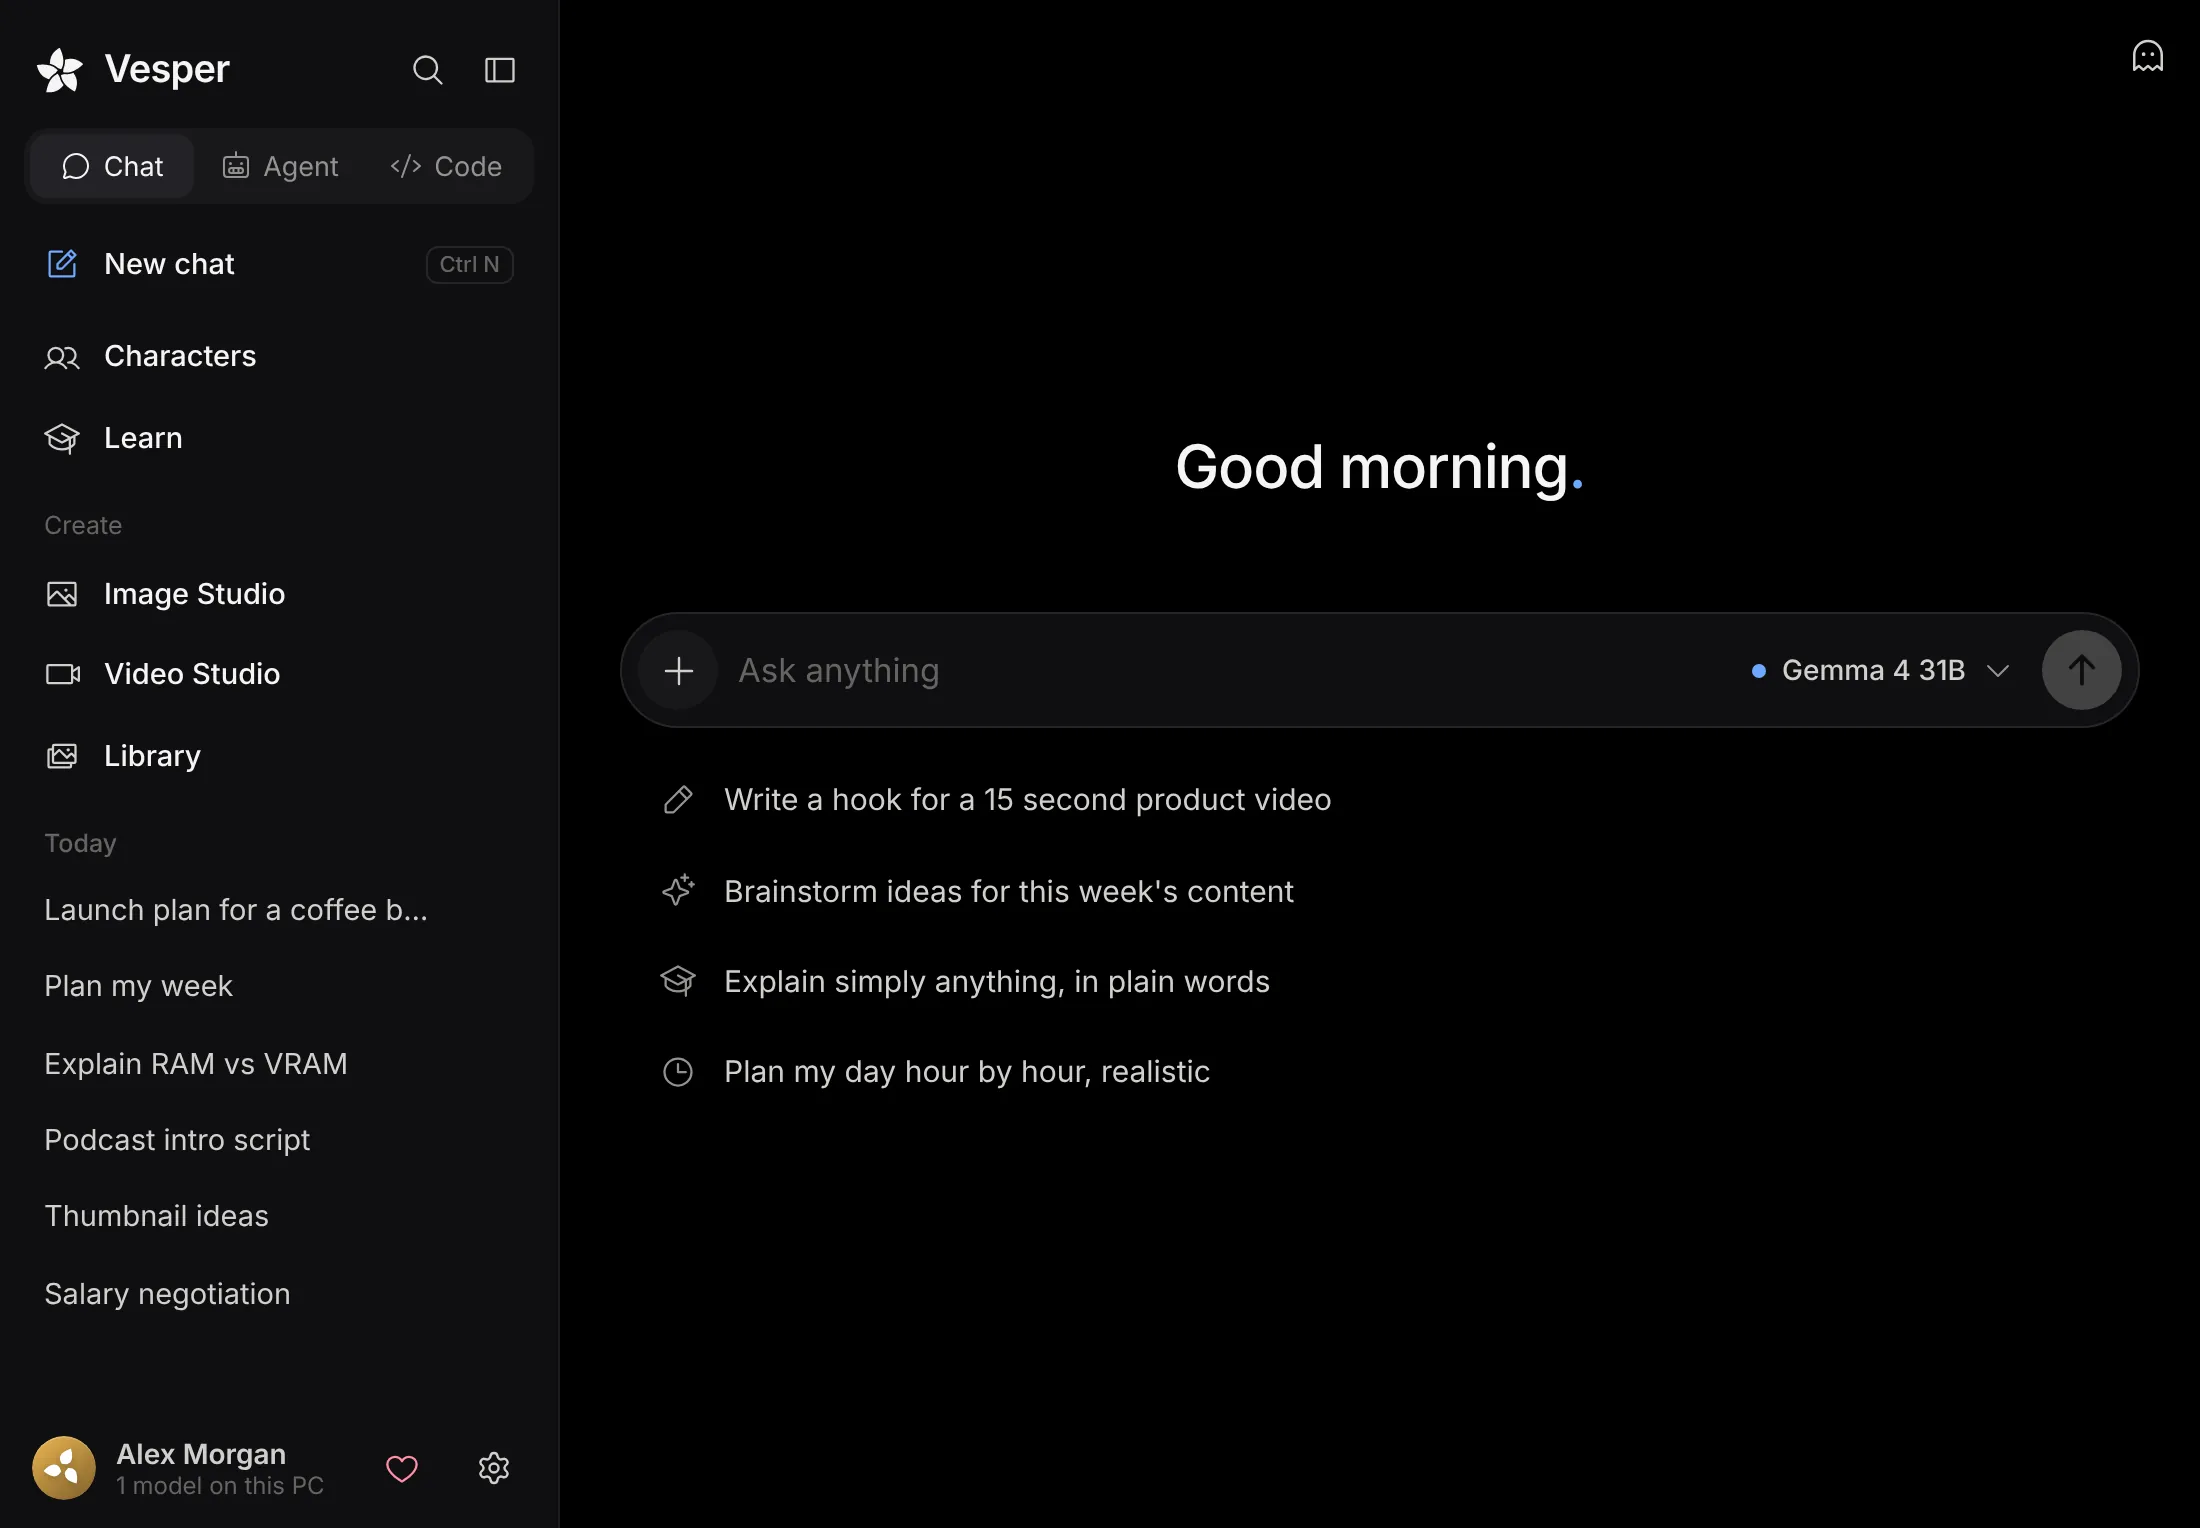 Vesper
Chat
Agent
Code
New chat
Ctrl N
Characters
Learn
Create
Image Studio
Video Studio
Library
Today
Launch plan for a coffee b...
Plan my week
Explain RAM vs VRAM
Podcast intro script
Thumbnail ideas
Salary negotiation
Alex Morgan
1 model on this PC
Good morning.
Ask anything
Gemma 4 31B
Write a hook for a 15 second product video
Brainstorm ideas for this week's content
Explain simply anything, in plain words
Plan my day hour by hour, realistic